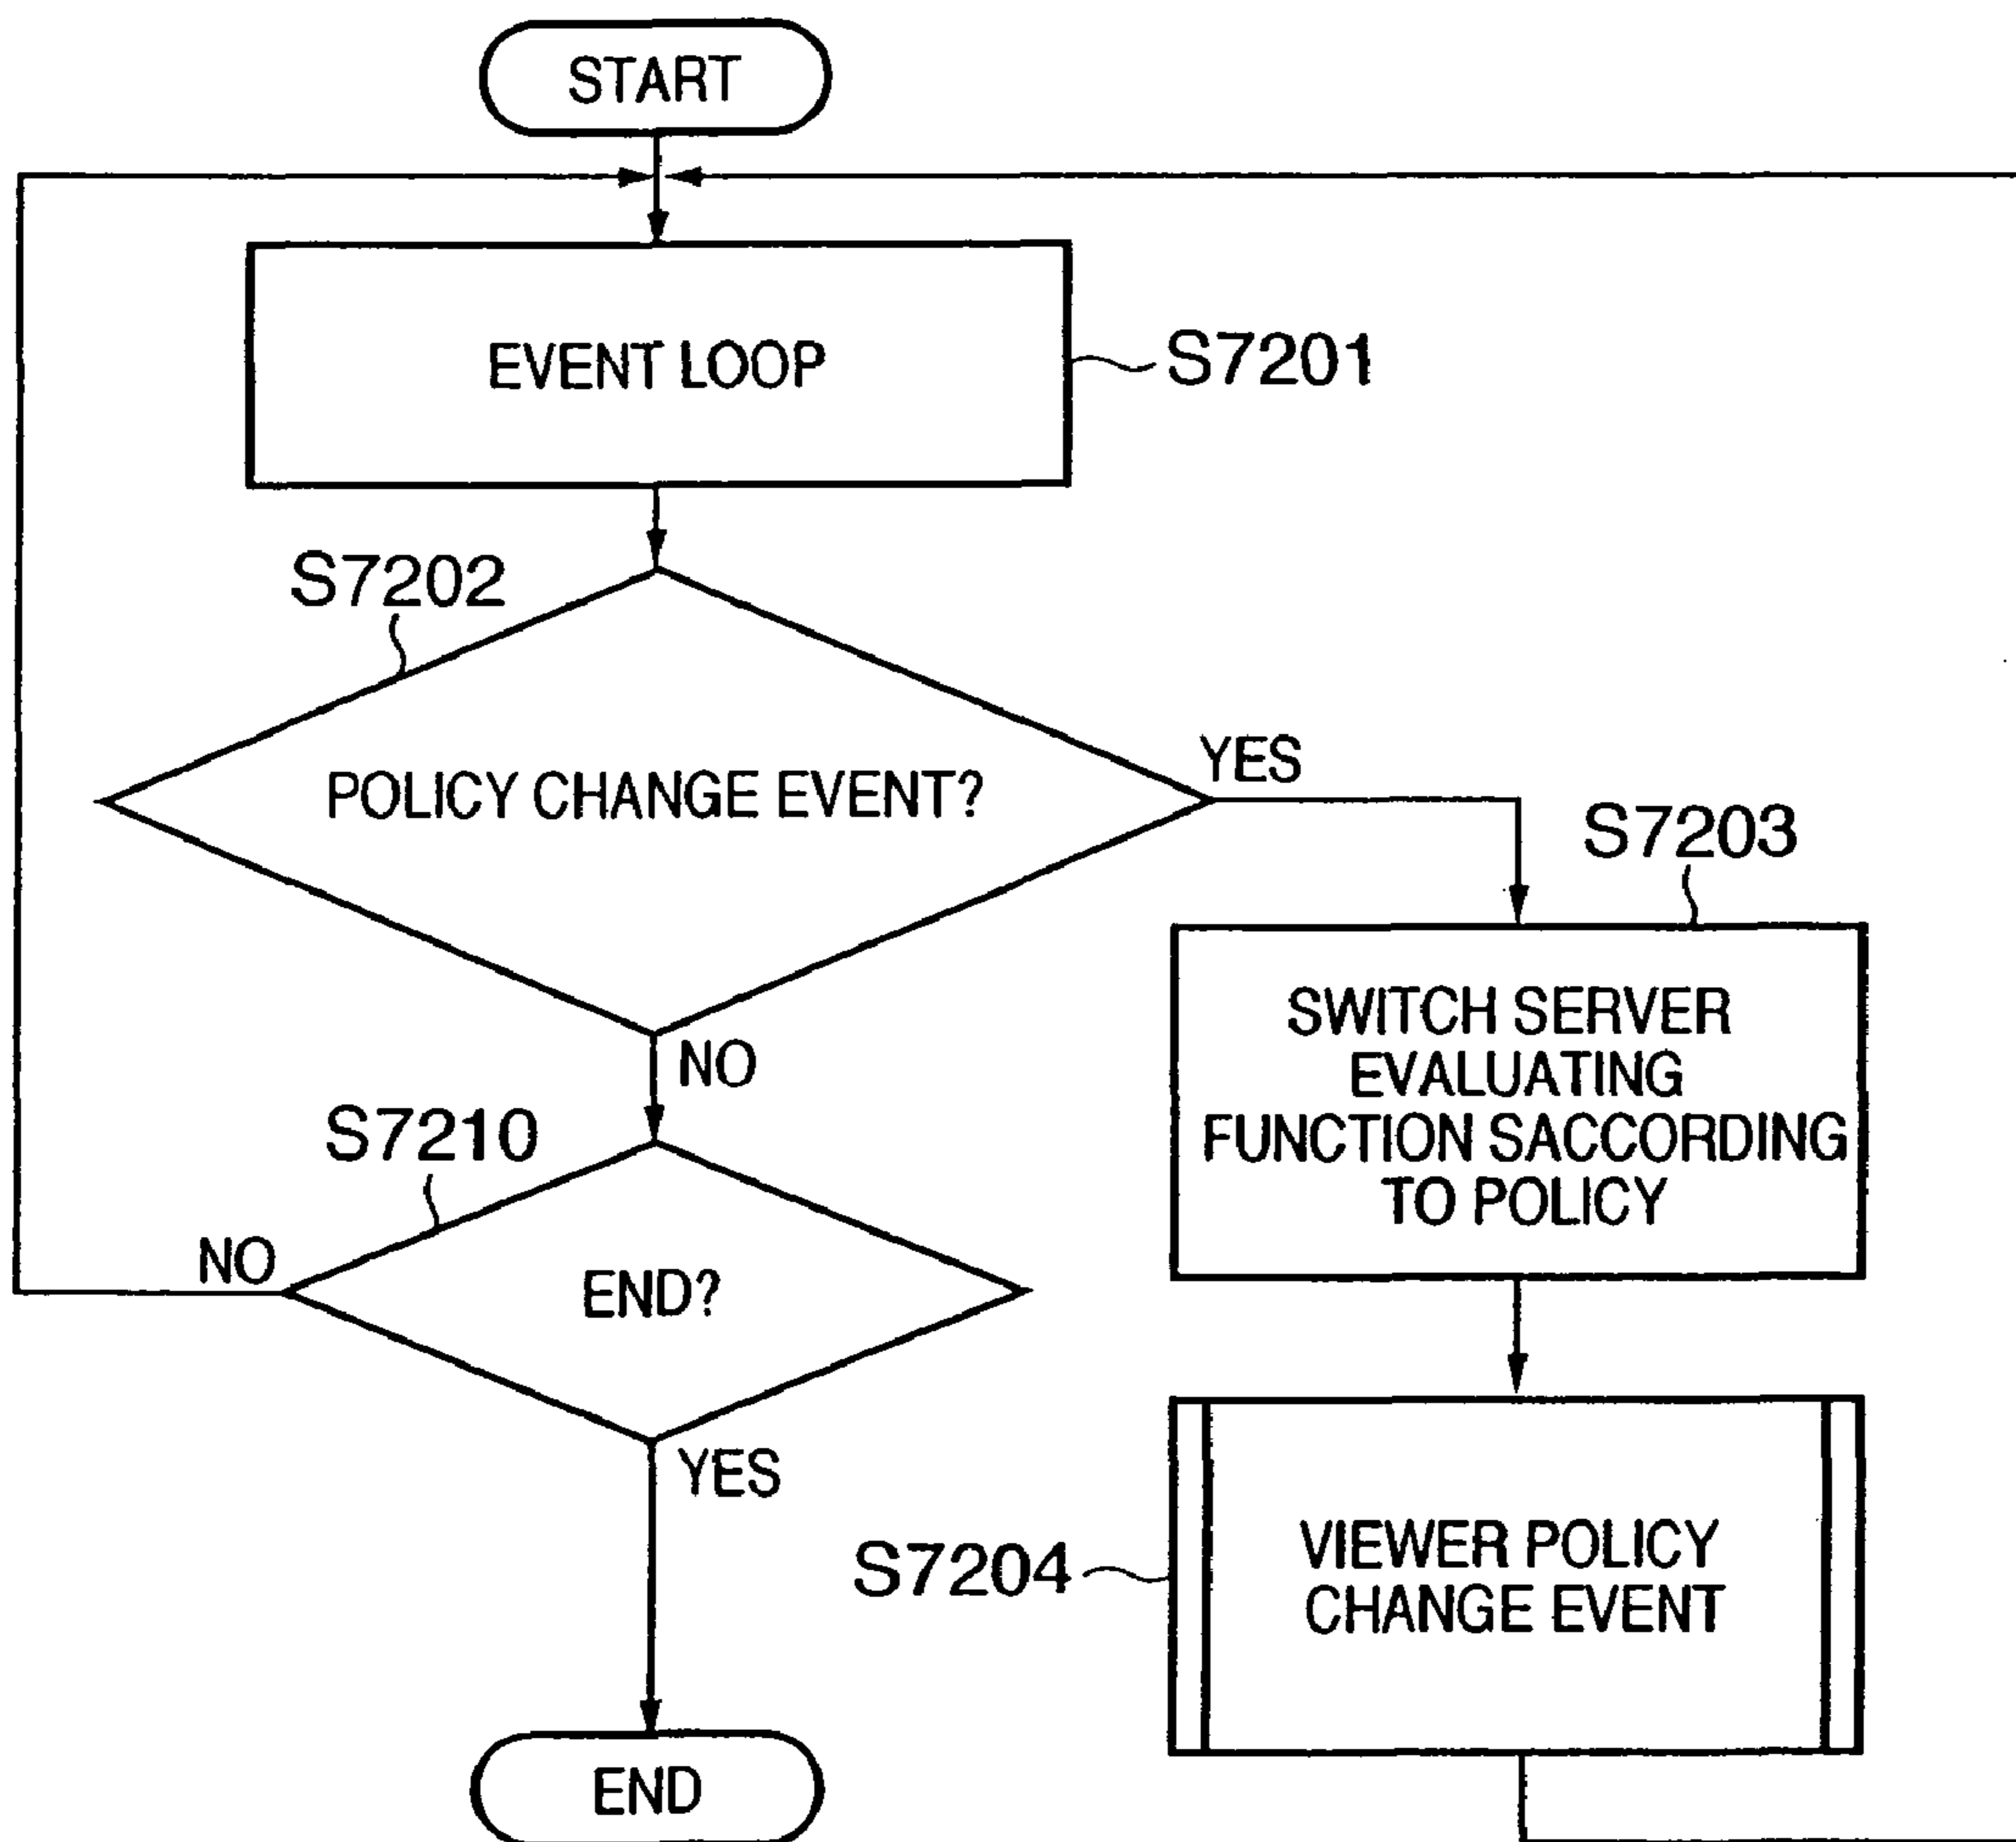 START
EVENT LOOP
S7201
S7202
POLICY CHANGE EVENT?
YES
NO
S7203
SWITCH SERVER
EVALUATING
FUNCTION SACCORDING
TO POLICY
S7210
NO
END?
YES
S7204
VIEWER POLICY
CHANGE EVENT
END